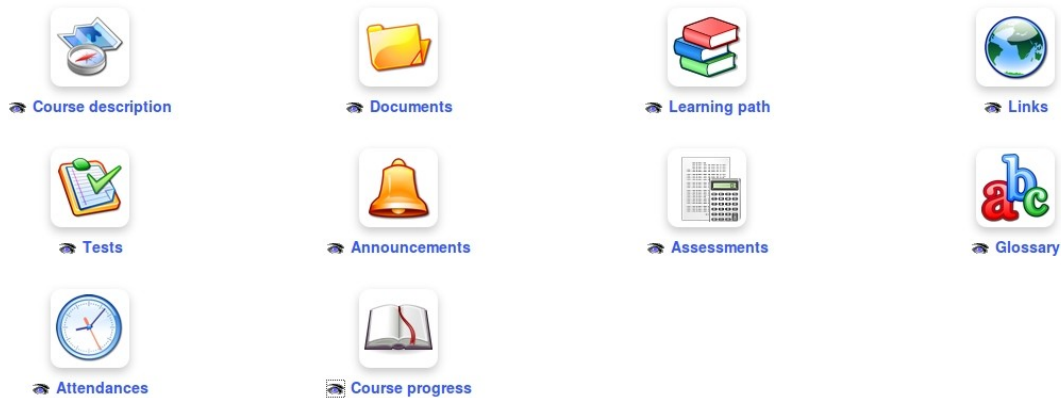 Course description
Documents
Learning path
Links
Tests
Announcements
Assessments
Glossary
Attendances
Course progress